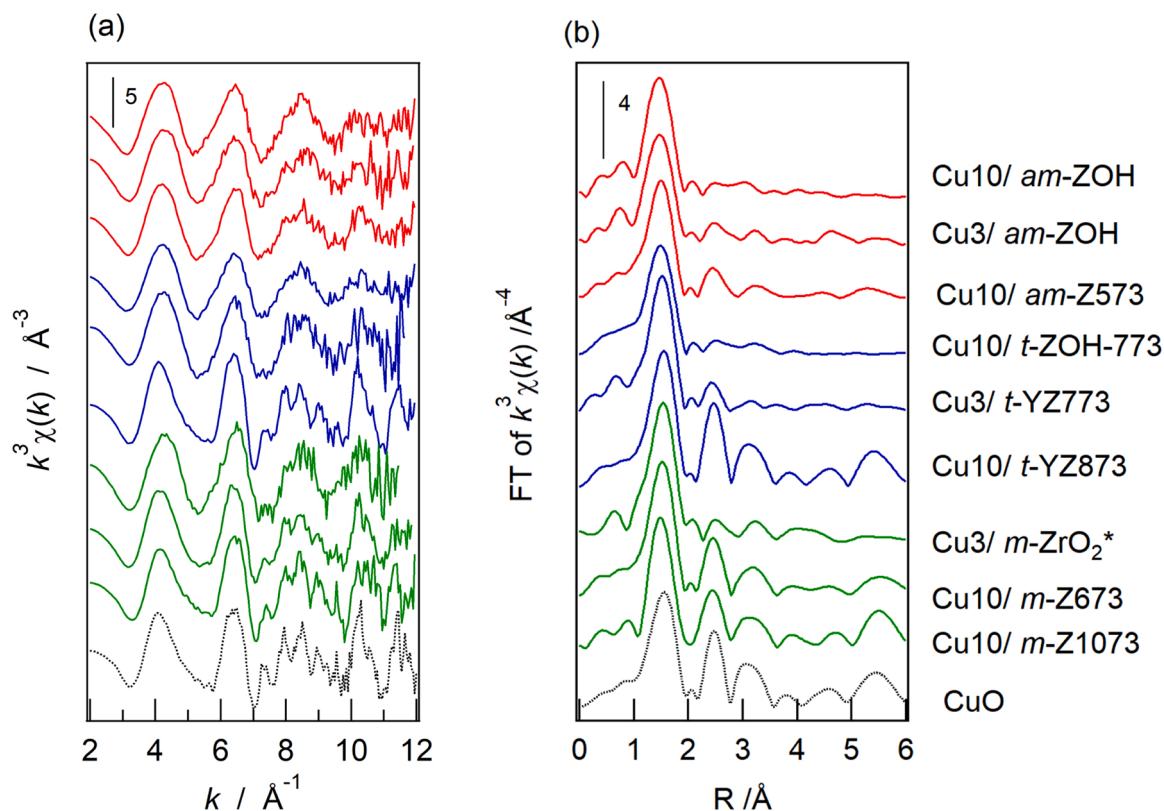 (a)
5
k³χ(k) / Å⁻³
2 4 6 8 10 12
k / Å⁻¹
(b)
4
FT of k³χ(k) /Å⁻⁴
0 1 2 3 4 5 6
R /Å
Cu10/ am-ZOH
Cu3/ am-ZOH
Cu10/ am-Z573
Cu10/ t-ZOH-773
Cu3/ t-YZ773
Cu10/ t-YZ873
Cu3/ m-ZrO₂*
Cu10/ m-Z673
Cu10/ m-Z1073
CuO